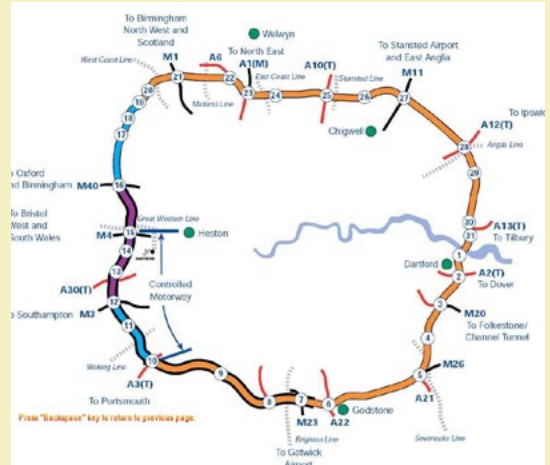 To Birmingham
North West and
Scotland
West Coast Line
M1
A6
Midland Line
Welwyn
To North East
A1(M)
East Coast Line
A10(T)
Stansted Line
To Stansted Airport
and East Anglia
M11
Chigwell
A12(T)
Anglia Line
21
22
23
24
25
26
27
28
29
20
19
18
17
Oxford
Birmingham
M40
16
To Bristol
West and
South Wales
M4
15
Great Western Line
Heston
14
13
A30(T)
Southampton
M3
12
11
Controlled
Motorway
30
31
A13(T)
To Tilbury
1
Dartford
2
A2(T)
To Dover
3
M20
To Folkestone/
Channel Tunnel
4
M26
5
A21
Sevenoaks Line
Woking Line
10
A3(T)
To Portsmouth
9
8
7
6
M23
A22
Godstone
Brighton Line
To Gatwick
Airport
Press "Backspace" key to return to previous page.